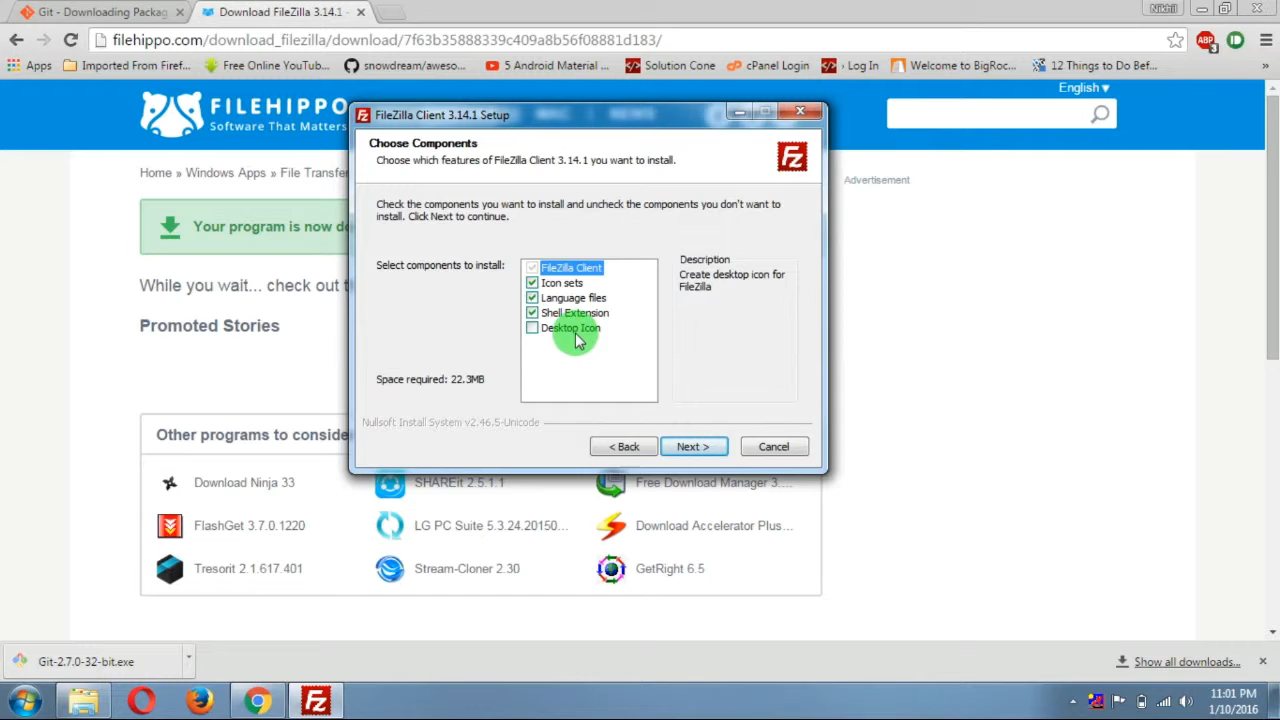 Git - Downloading Packag
Download FileZilla 3.14.1 -
Nikhil
filehippo.com/download_filezilla/download/7f63b35888339c409a8b56f08881d183/
ABP
3
Apps
Imported From Firef...
Free Online YouTub...
snowdream/aweso...
5 Android Material ...
Solution Cone
cPanel Login
› Log In
Welcome to BigRoc...
12 Things to Do Bef...
»
English▾
FILEHIPPO
Software That Matters
Home » Windows Apps » File Transfe
Advertisement
Your program is now d
While you wait... check out t
Promoted Stories
Other programs to conside
Download Ninja 33
SHAREit 2.5.1.1
Free Download Manager 3....
FlashGet 3.7.0.1220
LG PC Suite 5.3.24.20150...
Download Accelerator Plus...
Tresorit 2.1.617.401
Stream-Cloner 2.30
GetRight 6.5
Fz
FileZilla Client 3.14.1 Setup
Choose Components
Choose which features of FileZilla Client 3.14.1 you want to install.
Fz
Check the components you want to install and uncheck the components you don't want to
install. Click Next to continue.
Select components to install:
FileZilla Client
Icon sets
Language files
Shell Extension
Desktop Icon
Description
Create desktop icon for
FileZilla
Space required: 22.3MB
Nullsoft Install System v2.46.5-Unicode
< Back
Next >
Cancel
Git-2.7.0-32-bit.exe
Show all downloads...
Fz
11:01 PM
1/10/2016